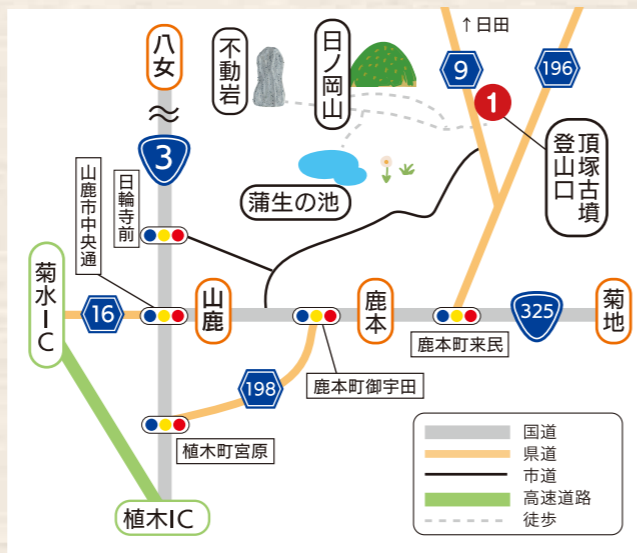 ↑日田
八女
不動岩
日ノ岡山
9
196
1
3
頂塚古墳
登山口
山鹿市中央通
日輪寺前
蒲生の池
菊水IC
16
山鹿
鹿本
325
菊地
鹿本町来民
198
鹿本町御宇田
植木町宮原
植木IC
国道
県道
市道
高速道路
徒歩